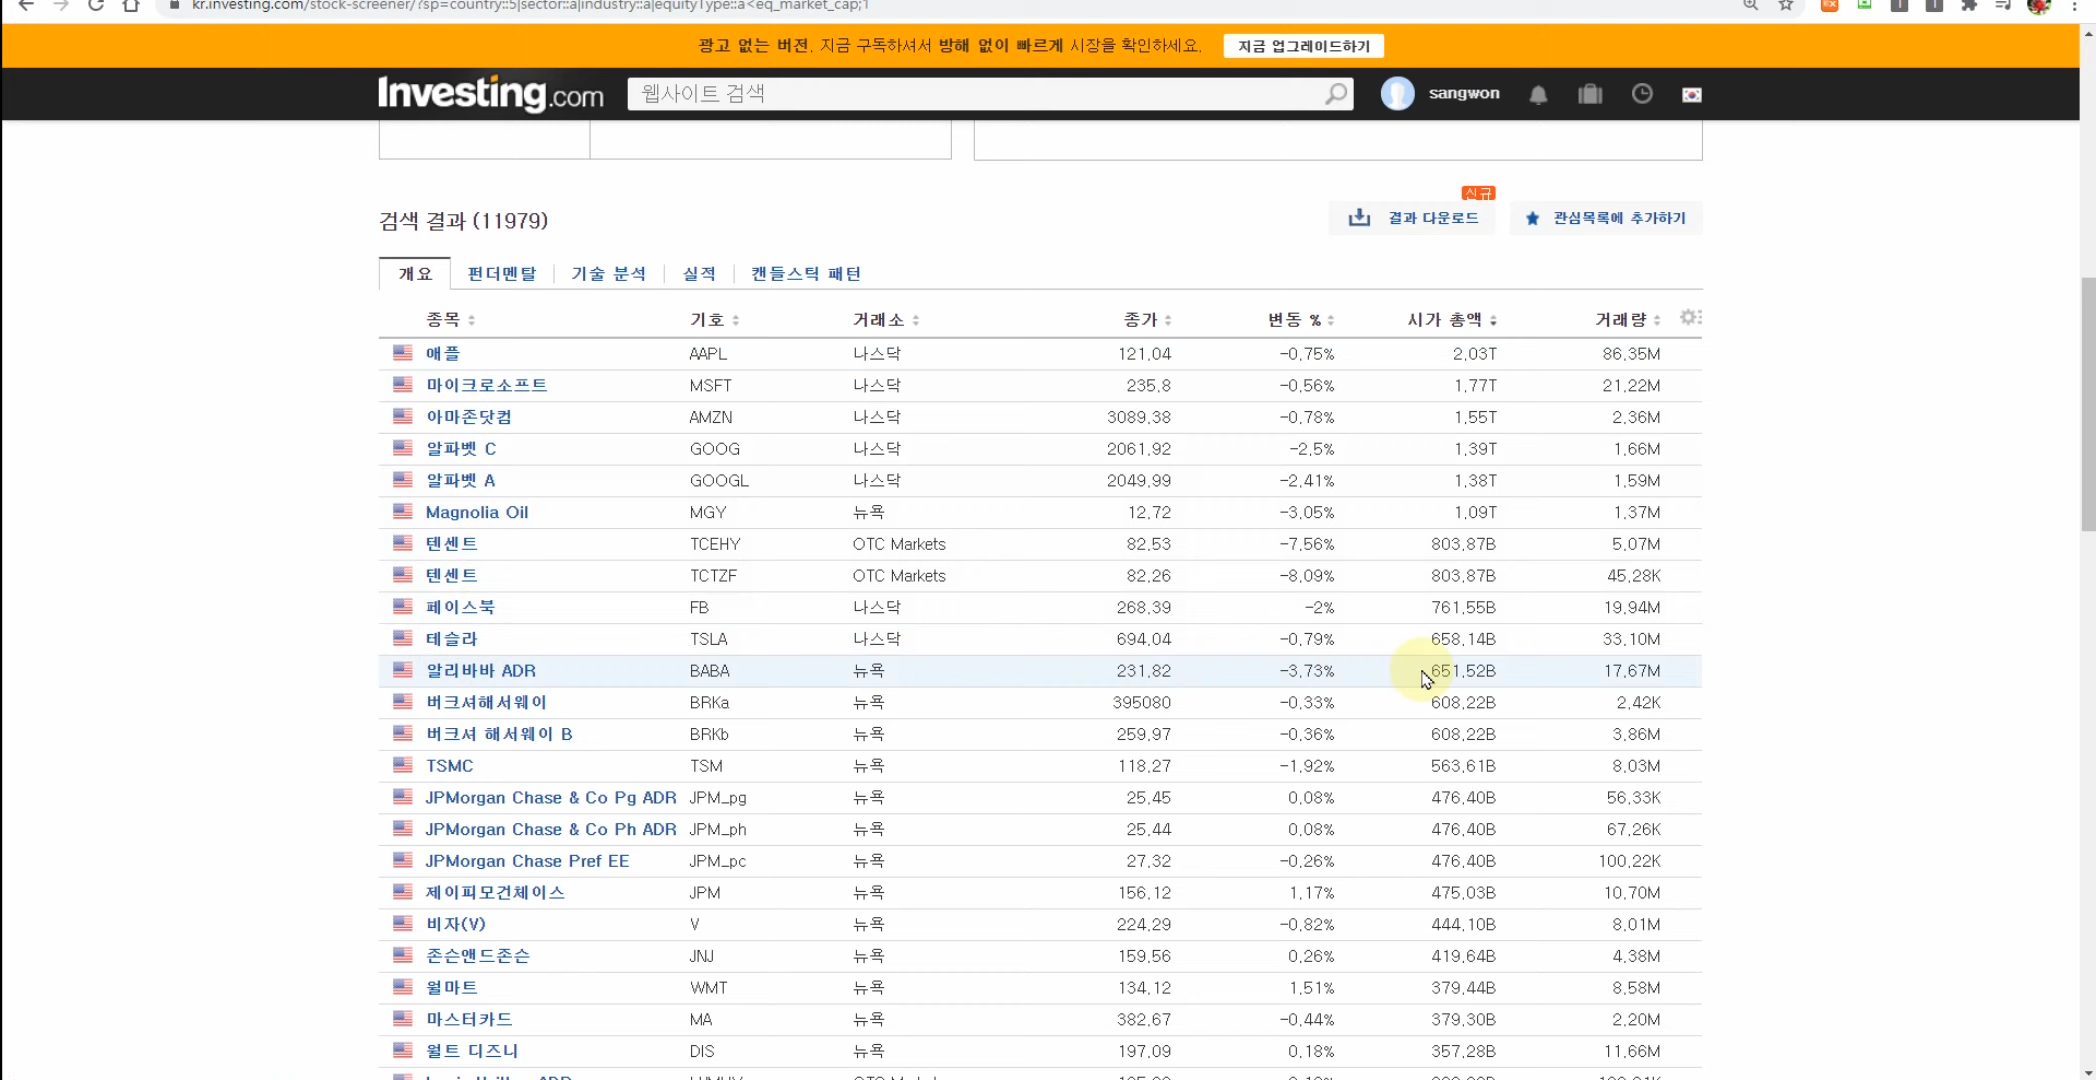 kr.investing.com/stock-screener/?sp=country::5|sector::a|industry::a|equityType::a<eq_market_cap;1
광고 없는 버전. 지금 구독하셔서 방해 없이 빠르게 시장을 확인하세요. 지금 업그레이드하기
Investing.com 웹사이트 검색 sangwon
신규
검색 결과 (11979) 결과 다운로드 관심목록에 추가하기
개요 펀더멘탈 기술 분석 실적 캔들스틱 패턴
종목 기호 거래소 종가 변동 % 시가 총액 거래량
애플 AAPL 나스닥 121,04 -0,75% 2,03T 86,35M
마이크로소프트 MSFT 나스닥 235,8 -0,56% 1,77T 21,22M
아마존닷컴 AMZN 나스닥 3089,38 -0,78% 1,55T 2,36M
알파벳 C GOOG 나스닥 2061,92 -2,5% 1,39T 1,66M
알파벳 A GOOGL 나스닥 2049,99 -2,41% 1,38T 1,59M
Magnolia Oil MGY 뉴욕 12,72 -3,05% 1,09T 1,37M
텐센트 TCEHY OTC Markets 82,53 -7,56% 803,87B 5,07M
텐센트 TCTZF OTC Markets 82,26 -8,09% 803,87B 45,28K
페이스북 FB 나스닥 268,39 -2% 761,55B 19,94M
테슬라 TSLA 나스닥 694,04 -0,79% 658,14B 33,10M
알리바바 ADR BABA 뉴욕 231,82 -3,73% 651,52B 17,67M
버크셔해서웨이 BRKa 뉴욕 395080 -0,33% 608,22B 2,42K
버크셔 해서웨이 B BRKb 뉴욕 259,97 -0,36% 608,22B 3,86M
TSMC TSM 뉴욕 118,27 -1,92% 563,61B 8,03M
JPMorgan Chase & Co Pg ADR JPM_pg 뉴욕 25,45 0,08% 476,40B 56,33K
JPMorgan Chase & Co Ph ADR JPM_ph 뉴욕 25,44 0,08% 476,40B 67,26K
JPMorgan Chase Pref EE JPM_pc 뉴욕 27,32 -0,26% 476,40B 100,22K
제이피모건체이스 JPM 뉴욕 156,12 1,17% 475,03B 10,70M
비자(V) V 뉴욕 224,29 -0,82% 444,10B 8,01M
존슨앤드존슨 JNJ 뉴욕 159,56 0,26% 419,64B 4,38M
월마트 WMT 뉴욕 134,12 1,51% 379,44B 8,58M
마스터카드 MA 뉴욕 382,67 -0,44% 379,30B 2,20M
월트 디즈니 DIS 뉴욕 197,09 0,18% 357,28B 11,66M